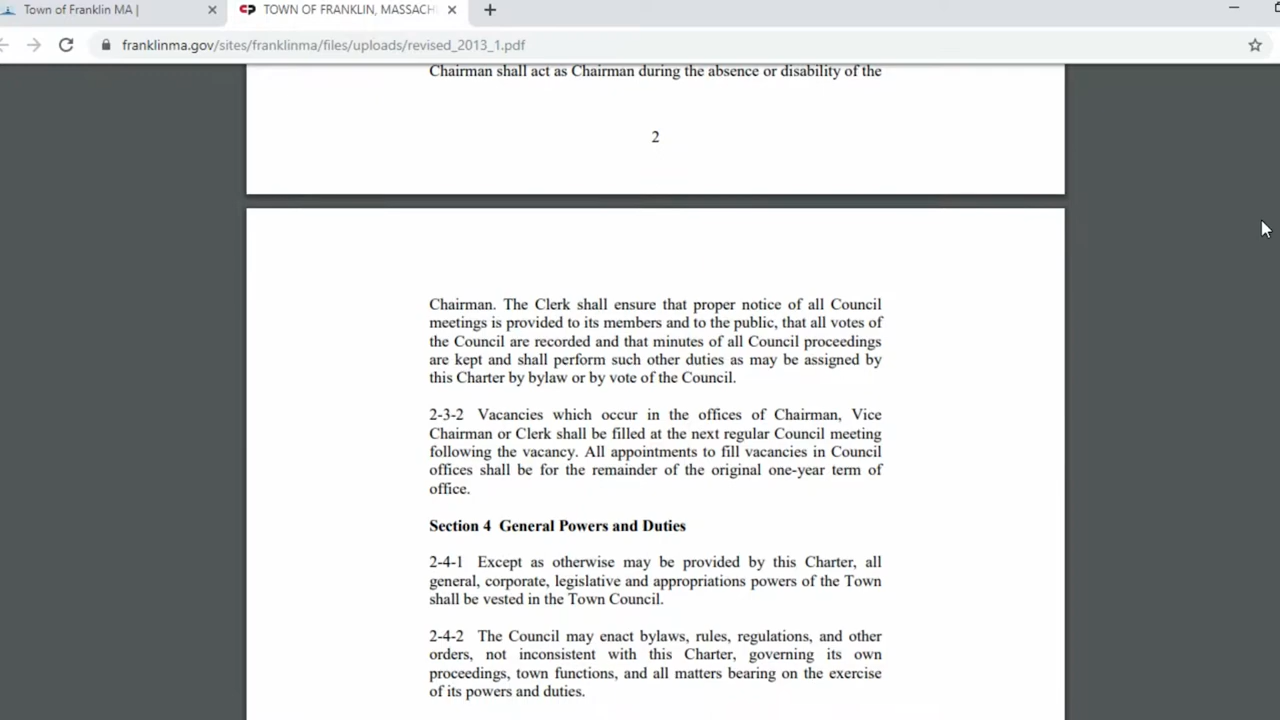 Town of Franklin MA |
TOWN OF FRANKLIN, MASSACH
franklinma.gov/sites/franklinma/files/uploads/revised_2013_1.pdf
Chairman shall act as Chairman during the absence or disability of the
2
Chairman. The Clerk shall ensure that proper notice of all Council
meetings is provided to its members and to the public, that all votes of
the Council are recorded and that minutes of all Council proceedings
are kept and shall perform such other duties as may be assigned by
this Charter by bylaw or by vote of the Council.
2-3-2 Vacancies which occur in the offices of Chairman, Vice
Chairman or Clerk shall be filled at the next regular Council meeting
following the vacancy. All appointments to fill vacancies in Council
offices shall be for the remainder of the original one-year term of
office.
Section 4 General Powers and Duties
2-4-1 Except as otherwise may be provided by this Charter, all
general, corporate, legislative and appropriations powers of the Town
shall be vested in the Town Council.
2-4-2 The Council may enact bylaws, rules, regulations, and other
orders, not inconsistent with this Charter, governing its own
proceedings, town functions, and all matters bearing on the exercise
of its powers and duties.